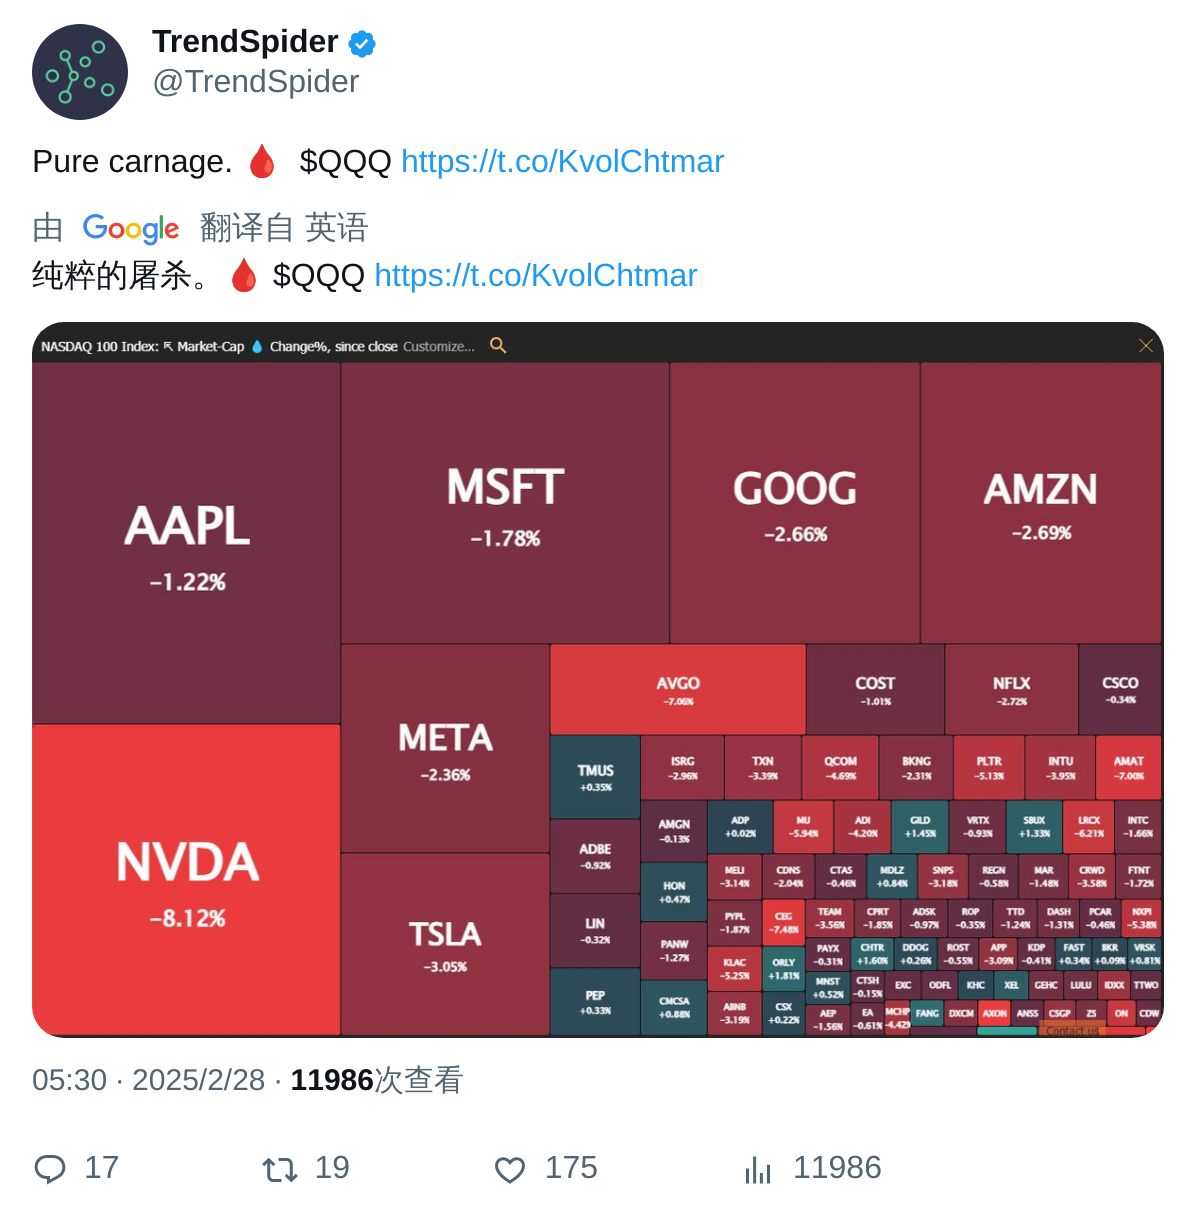 TrendSpider
@TrendSpider
Pure carnage. 🩸 $QQQ https://t.co/KvolChtmar
由 Google 翻译自 英语
纯粹的屠杀。🩸 $QQQ https://t.co/KvolChtmar
NASDAQ 100 Index: Market-Cap 💧 Change%, since close Customize...
AAPL
-1.22%
MSFT
-1.78%
GOOG
-2.66%
AMZN
-2.69%
NVDA
-8.12%
META
-2.36%
TSLA
-3.05%
AVGO
-7.06%
COST
-1.01%
NFLX
-2.72%
CSCO
-0.34%
TMUS
+0.35%
ISRG
-2.96%
TXN
-3.39%
QCOM
-4.69%
BKNG
-2.31%
PLTR
-5.13%
INTU
-3.95%
AMAT
-7.00%
ADBE
-0.92%
LIN
-0.32%
PEP
+0.33%
AMGN
-0.13%
HON
+0.47%
PANW
-1.27%
CMCSA
+0.88%
ADP
+0.02%
MU
-5.94%
ADI
-4.20%
GILD
+1.45%
VRTX
-0.93%
SBUX
+1.33%
LRCX
-6.21%
INTC
-1.66%
MELI
-3.14%
CDNS
-2.04%
CTAS
-0.46%
MDLZ
+0.84%
SNPS
-3.18%
REGN
-0.58%
MAR
-1.48%
CRWD
-3.58%
FTNT
-1.72%
PYPL
-1.87%
CEG
-7.48%
TEAM
-3.56%
CPRT
-1.85%
ADSK
-0.97%
ROP
-0.35%
TTD
-1.24%
DASH
-1.31%
PCAR
-0.46%
NXPI
-5.38%
KLAC
-5.25%
ORLY
+1.81%
PAYX
-0.31%
CHTR
+1.60%
DDOG
+0.26%
ROST
-0.55%
APP
-3.09%
KDP
-0.41%
FAST
+0.34%
BKR
+0.09%
VRSK
+0.81%
ABNB
-3.19%
CSX
+0.22%
MNST
+0.52%
CTSH
-0.15%
EXC
ODFL
KHC
XEL
GEHC
LULU
IDXX
TTWO
AEP
-1.56%
EA
-0.61%
MCHP
-4.42%
FANG
DXCM
AXON
ANSS
CSGP
ZS
ON
CDW
Contact us
05:30 · 2025/2/28 · 11986次查看
17
19
175
11986